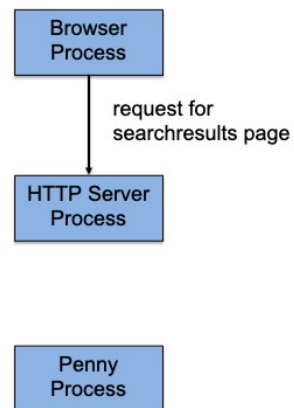 Browser
Process
request for
searchresults page
HTTP Server
Process
Penny
Process